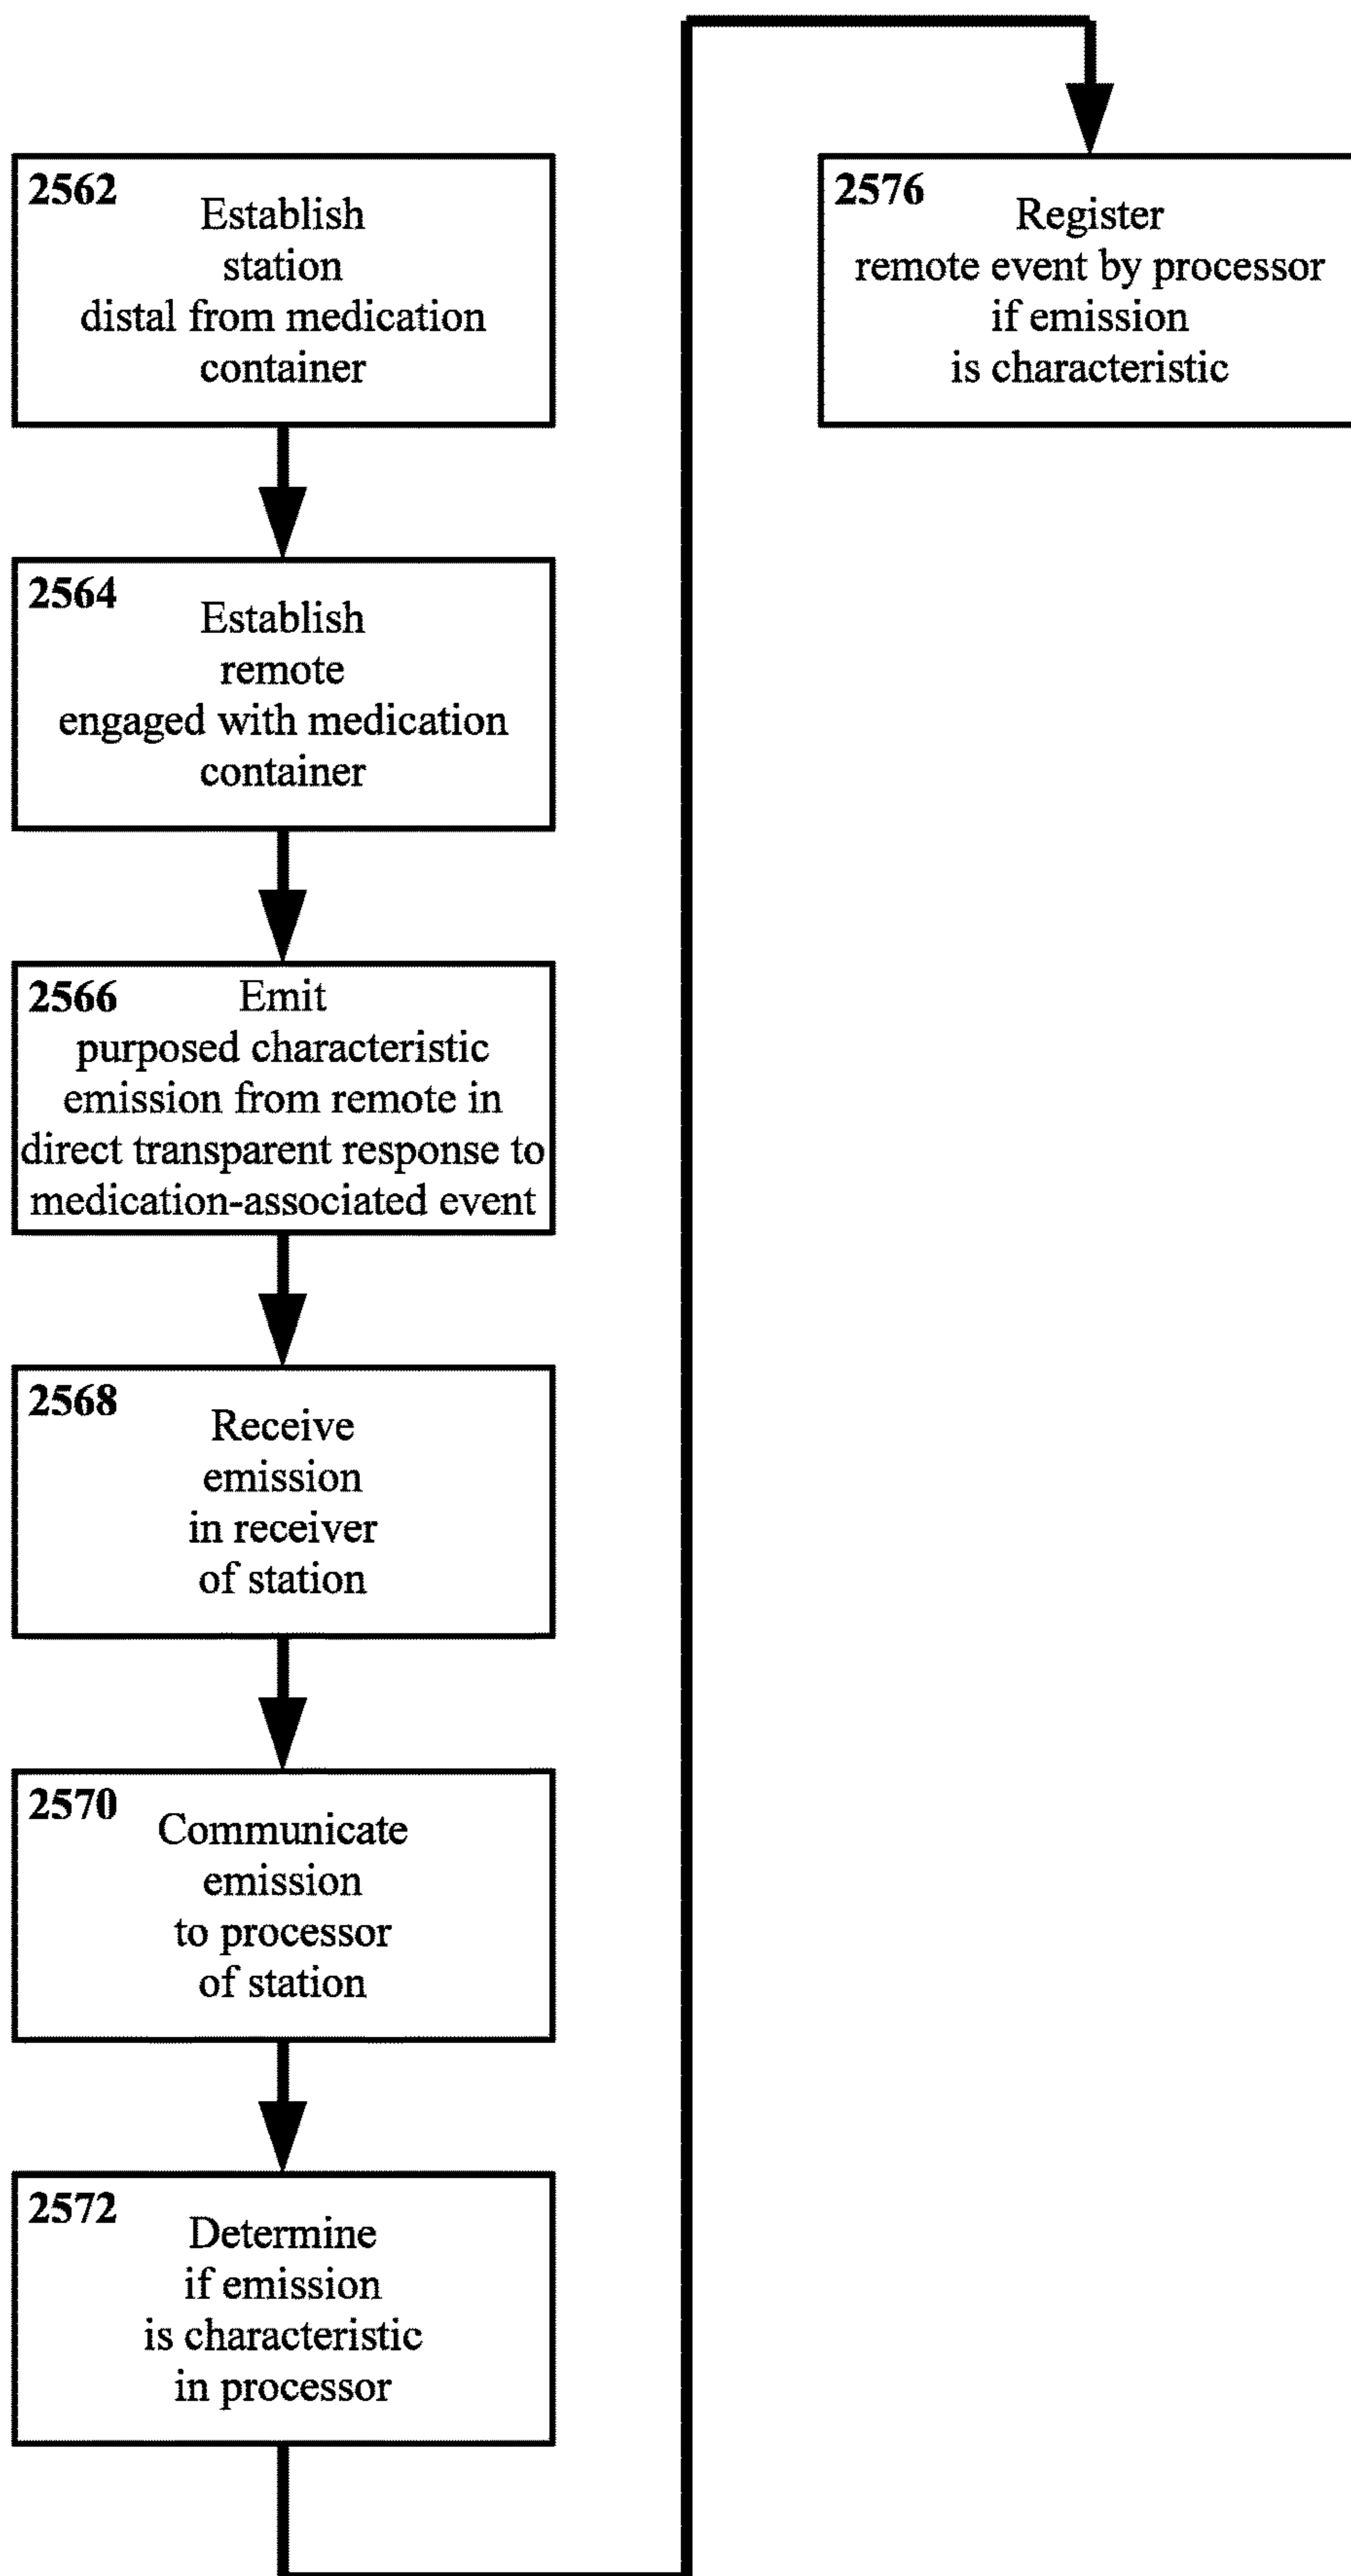 2562
Establish
station
distal from medication
container
2564
Establish
remote
engaged with medication
container
2566 Emit
purposed characteristic
emission from remote in
direct transparent response to
medication-associated event
2568
Receive
emission
in receiver
of station
2570
Communicate
emission
to processor
of station
2572
Determine
if emission
is characteristic
in processor
2576
Register
remote event by processor
if emission
is characteristic